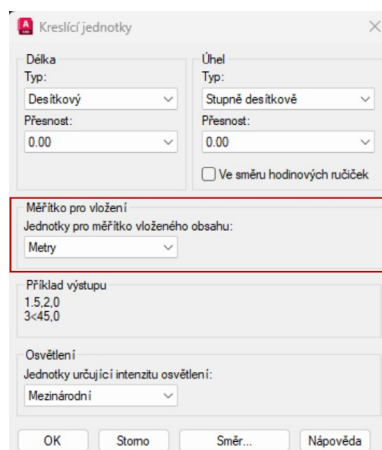 Kreslící jednotky
Délka
Typ:
Desítkový
Přesnost:
0.00
Úhel
Typ:
Stupně desítkově
Přesnost:
0.00
Ve směru hodinových ručiček
Měřítko pro vložení
Jednotky pro měřítko vloženého obsahu:
Metry
Příklad výstupu
1.5,2,0
3<45,0
Osvětlení
Jednotky určující intenzitu osvětlení:
Mezinárodní
OK Storno Směr... Nápověda